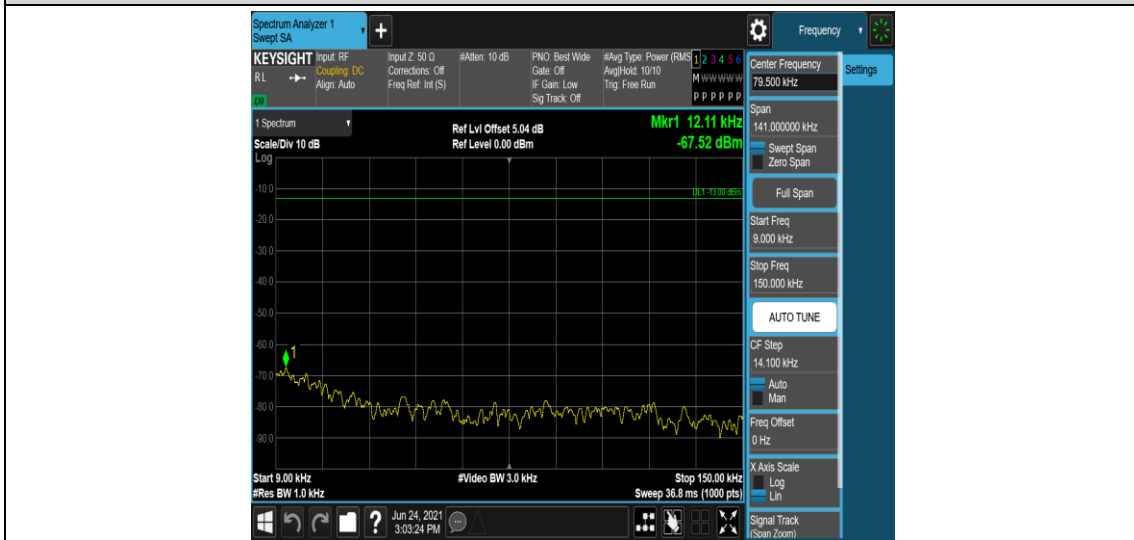 Spectrum Analyzer 1
Swept SA
+
Frequency
KEYSIGHT
RL
LXI
Input: RF
Coupling: DC
Align: Auto
Input Z: 50 Ω
Corrections: Off
Freq Ref: Int (S)
#Atten: 10 dB
PNO: Best Wide
Gate: Off
IF Gain: Low
Sig Track: Off
#Avg Type: Power (RMS
Avg|Hold: 10/10
Trig: Free Run
1 2 3 4 5 6
M W W W W W
P P P P P P
1 Spectrum
Scale/Div 10 dB
Log
Ref Lvl Offset 5.04 dB
Ref Level 0.00 dBm
Mkr1 12.11 kHz
-67.52 dBm
DL1 -13.00 dBm
-10.0
-20.0
-30.0
-40.0
-50.0
-60.0
1
-70.0
-80.0
-90.0
Start 9.00 kHz
#Res BW 1.0 kHz
#Video BW 3.0 kHz
Stop 150.00 kHz
Sweep 36.8 ms (1000 pts)
?
Jun 24, 2021
3:03:24 PM
Center Frequency
79.500 kHz
Span
141.000000 kHz
Swept Span
Zero Span
Full Span
Start Freq
9.000 kHz
Stop Freq
150.000 kHz
AUTO TUNE
CF Step
14.100 kHz
Auto
Man
Freq Offset
0 Hz
X Axis Scale
Log
Lin
Signal Track
(Span Zoom)
Settings